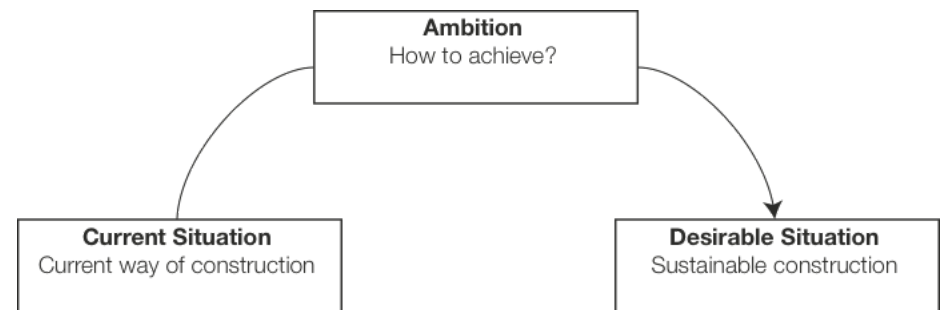 Ambition
How to achieve?
Current Situation
Current way of construction
Desirable Situation
Sustainable construction